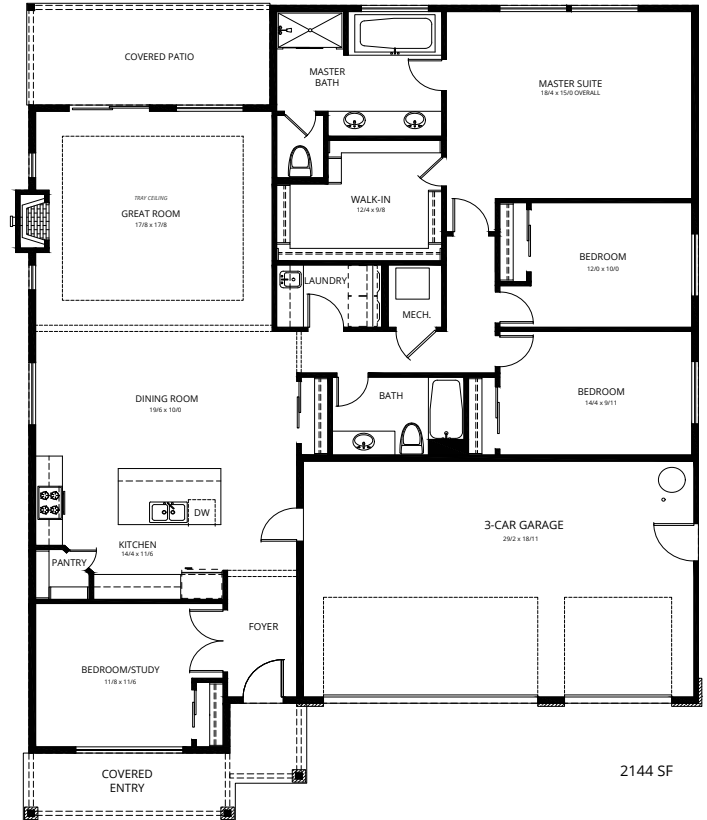 COVERED PATIO
MASTER
BATH
MASTER SUITE
18/4 x 15/0 OVERALL
TRAY CEILING
GREAT ROOM
17/8 x 17/8
WALK-IN
12/4 x 9/8
BEDROOM
12/0 x 10/0
LAUNDRY
MECH.
DINING ROOM
19/6 x 10/0
BATH
BEDROOM
14/4 x 9/11
DW
KITCHEN
14/4 x 11/6
3-CAR GARAGE
29/2 x 18/11
PANTRY
FOYER
BEDROOM/STUDY
11/8 x 11/6
COVERED
ENTRY
2144 SF